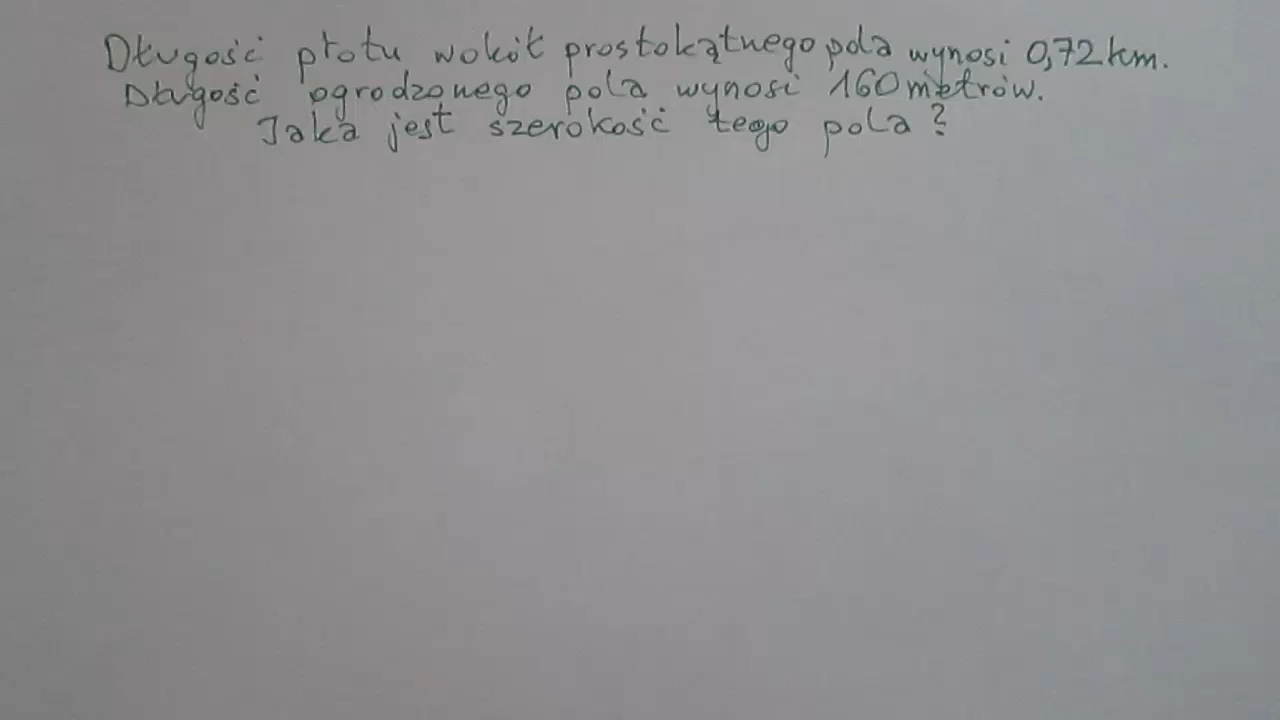 Długość płotu wokół prostokątnego pola wynosi 0,72 km.
Długość ogrodzonego pola wynosi 160 metrów.
Jaka jest szerokość tego pola?